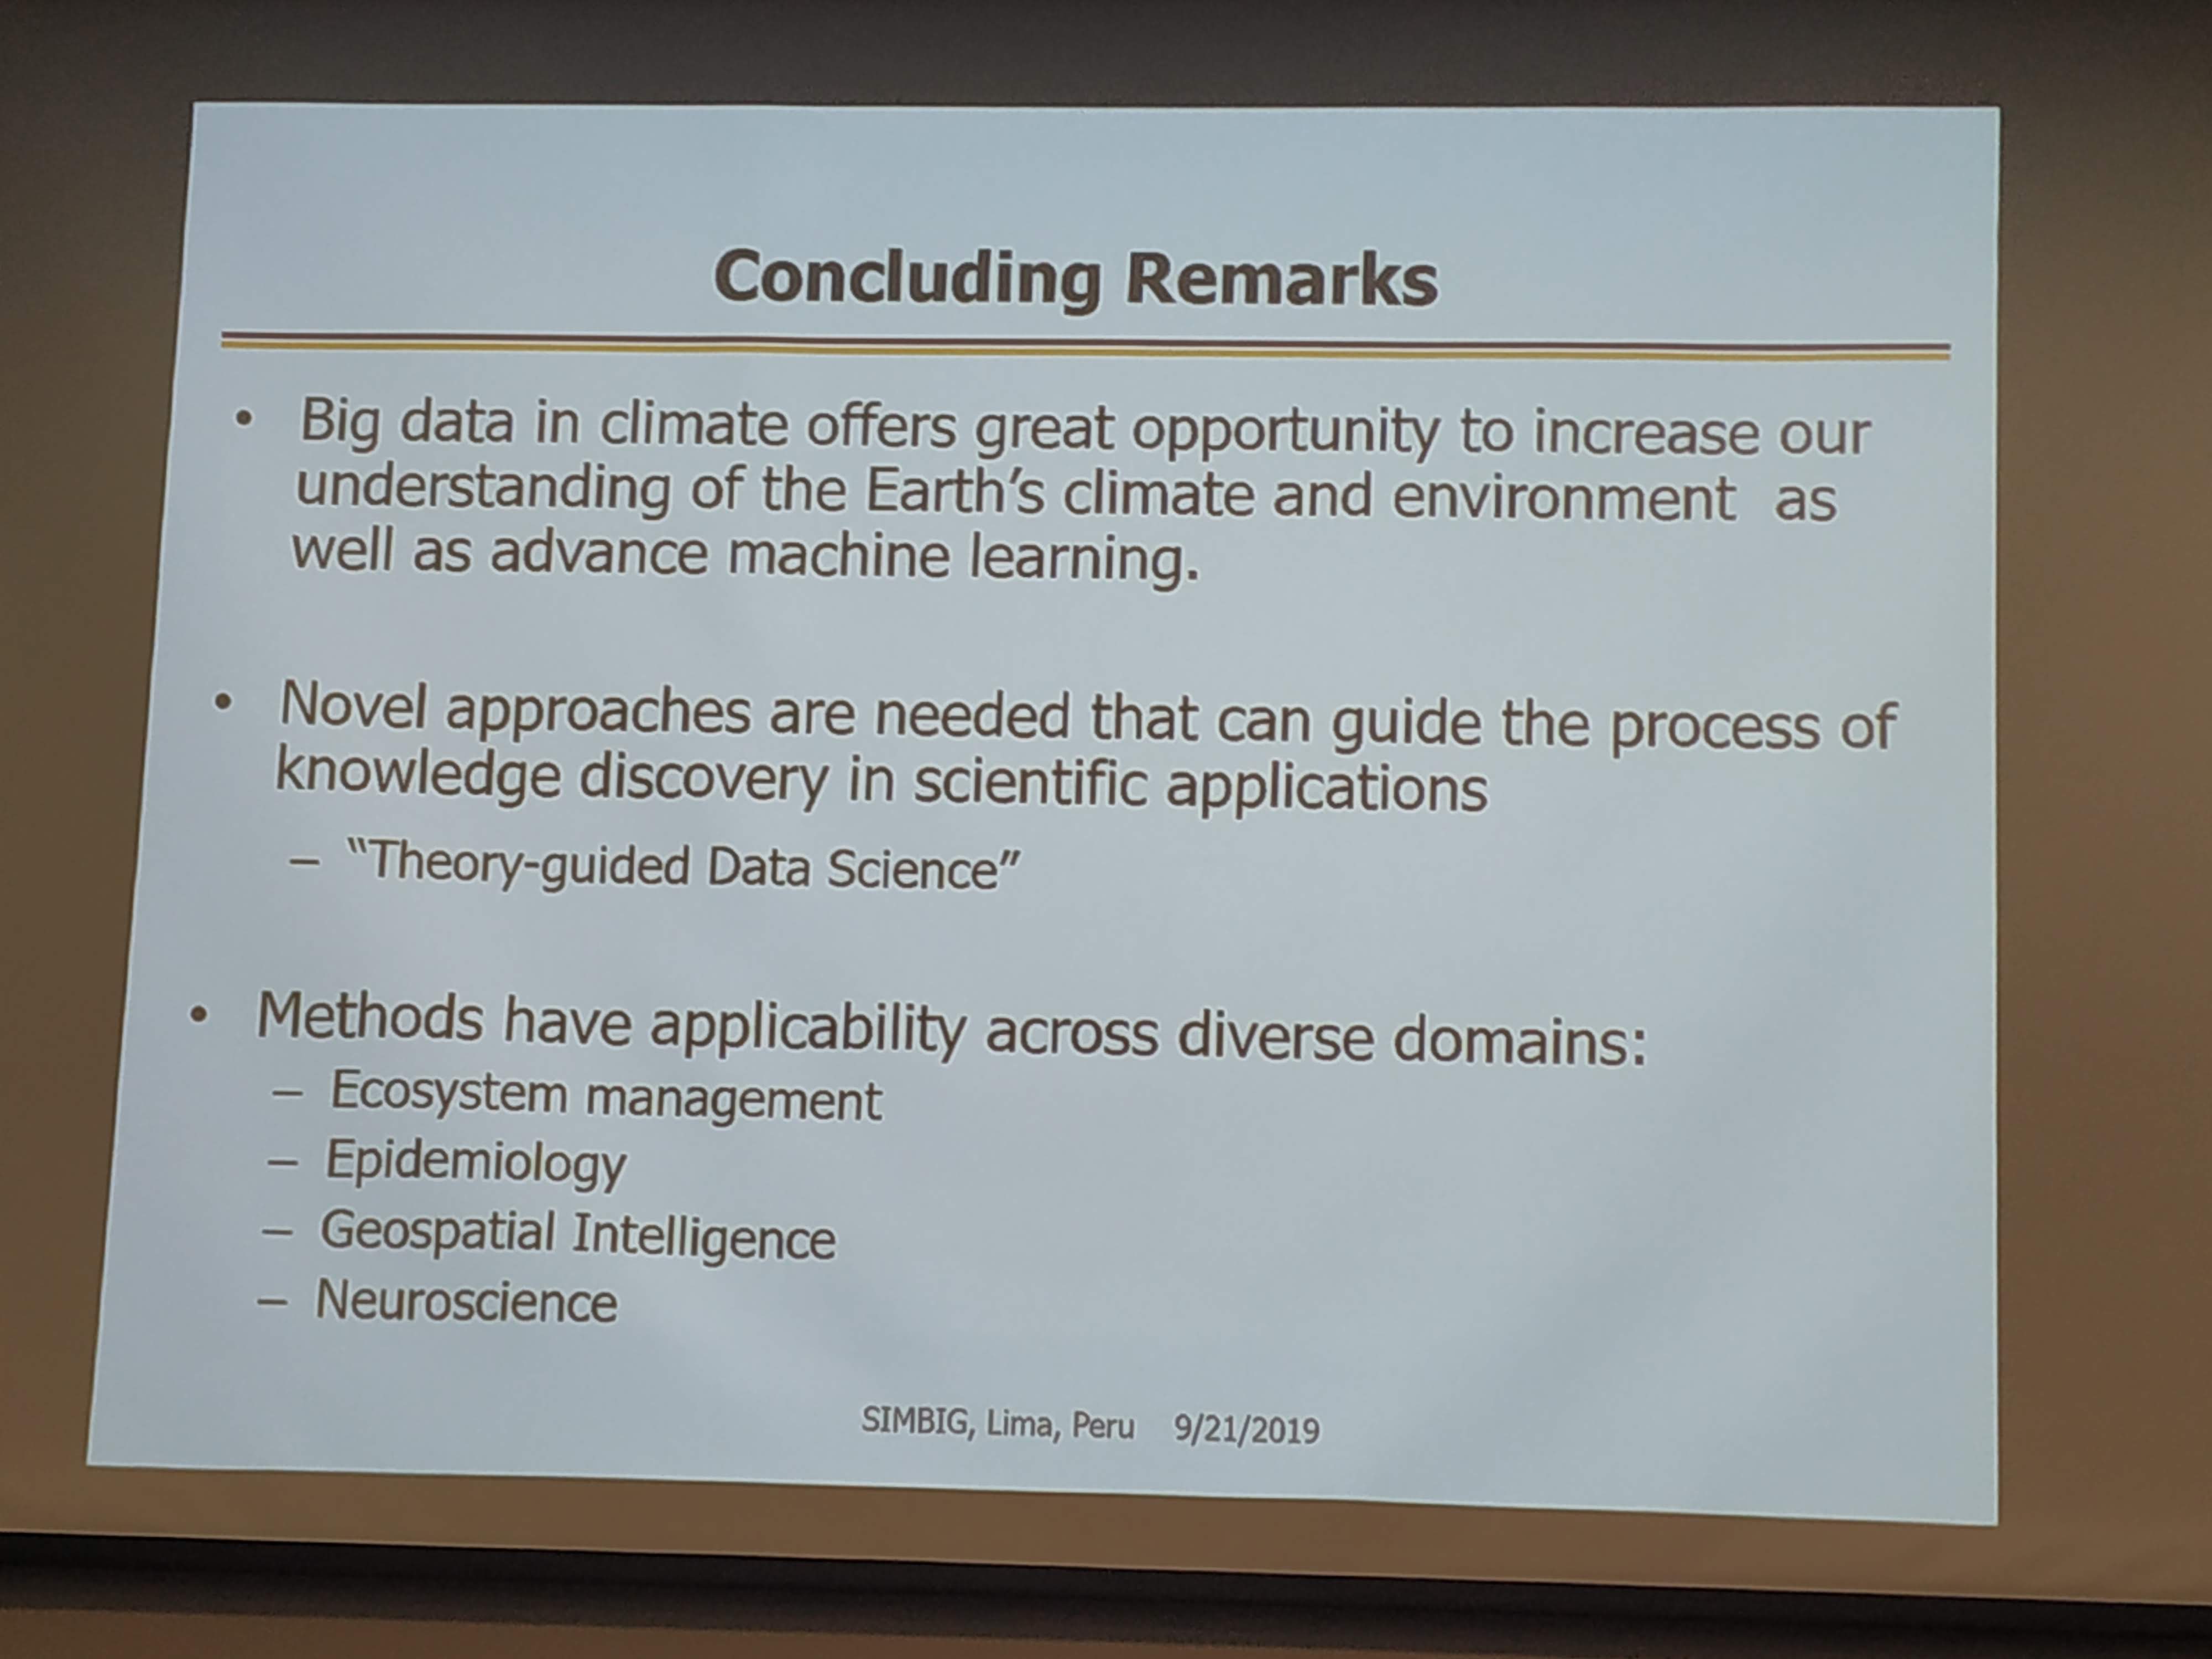 Concluding Remarks
• Big data in climate offers great opportunity to increase our
understanding of the Earth's climate and environment  as
well as advance machine learning.
• Novel approaches are needed that can guide the process of
knowledge discovery in scientific applications
– "Theory-guided Data Science"
• Methods have applicability across diverse domains:
– Ecosystem management
– Epidemiology
– Geospatial Intelligence
– Neuroscience
SIMBIG, Lima, Peru   9/21/2019